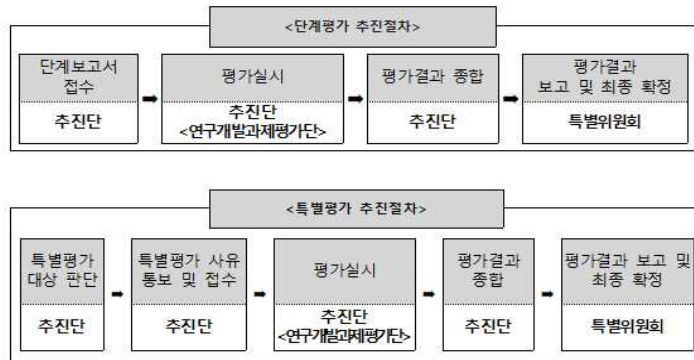 <단계평가 추진절차>
단계보고서
접수
추진단
➡
평가실시
추진단
<연구개발과제평가단>
➡
평가결과 종합
추진단
➡
평가결과
보고 및 최종 확정
특별위원회
<특별평가 추진절차>
특별평가
대상 판단
추진단
➡
특별평가 사유
통보 및 접수
추진단
➡
평가실시
추진단
<연구개발과제평가단>
➡
평가결과
종합
추진단
➡
평가결과 보고 및
최종 확정
특별위원회